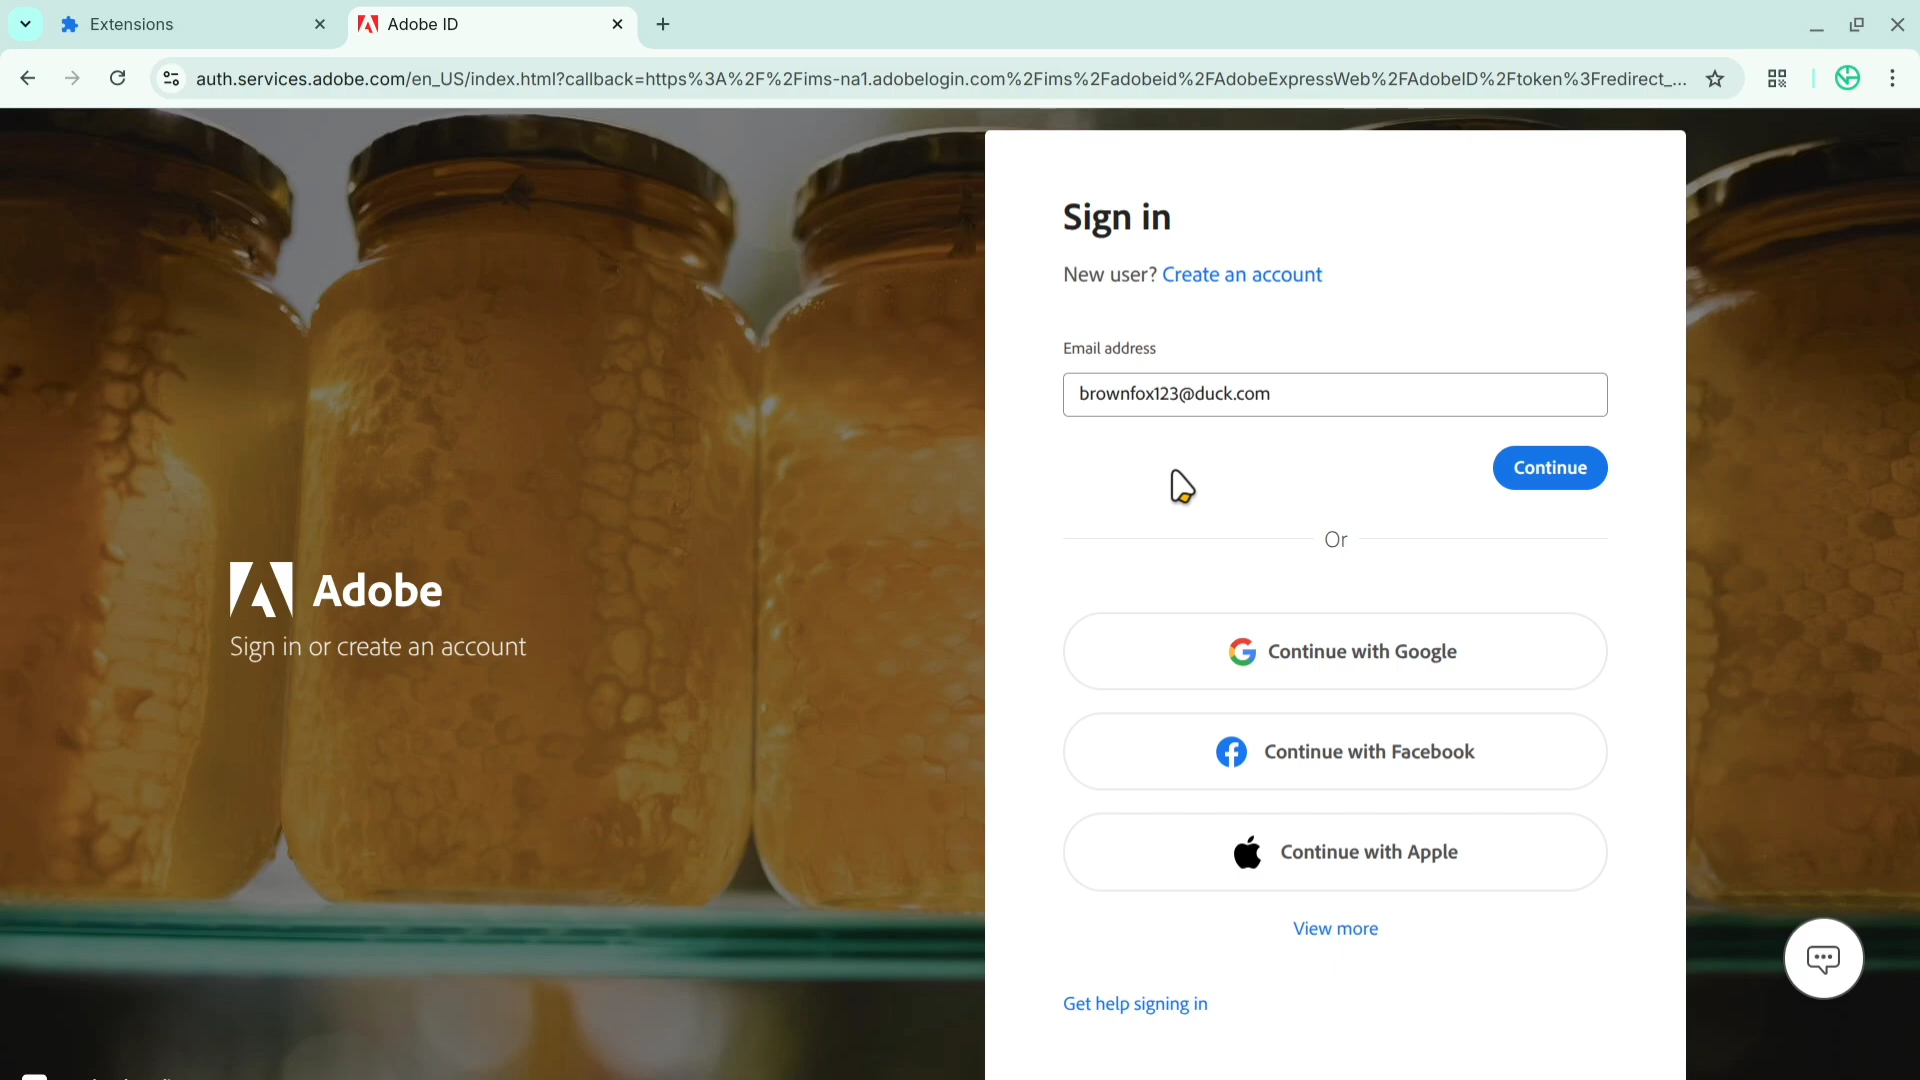 Extensions
Adobe ID
auth.services.adobe.com/en_US/index.html?callback=https%3A%2F%2Fims-na1.adobelogin.com%2Fims%2Fadobeid%2FAdobeExpressWeb%2FAdobeID%2Ftoken%3Fredirect_...
Sign in
New user? Create an account
Email address
brownfox123@duck.com
Continue
Or
Continue with Google
Continue with Facebook
Continue with Apple
View more
Get help signing in
Adobe
Sign in or create an account